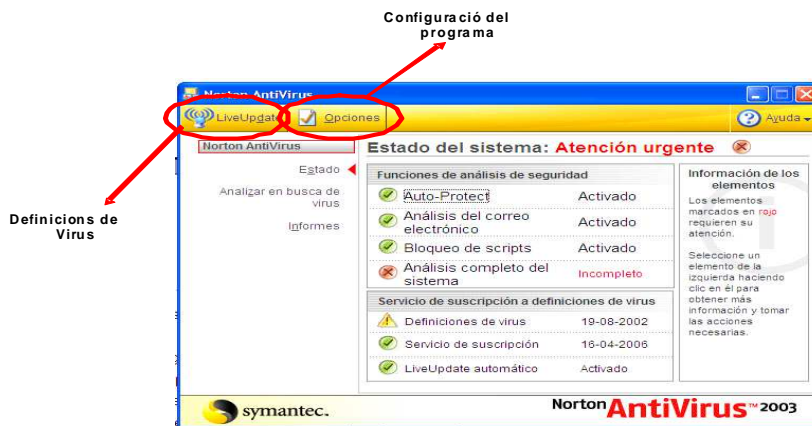 Configuració del
programa
Norton AntiVirus
LiveUpdate
Opciones
Ayuda
Definicions de
Virus
Norton AntiVirus
Estado
Analizar en busca de
virus
Informes
Estado del sistema: Atención urgente
Funciones de análisis de seguridad
Auto-Protect Activado
Análisis del correo
electrónico Activado
Bloqueo de scripts Activado
Análisis completo del
sistema Incompleto
Servicio de suscripción a definiciones de virus
Definiciones de virus 19-08-2002
Servicio de suscripción 16-04-2006
LiveUpdate automático Activado
Información de los
elementos
Los elementos
marcados en rojo
requieren su
atención.
Seleccione un
elemento de la
izquierda haciendo
clic en él para
obtener más
información y tomar
las acciones
necesarias.
symantec.
Norton AntiVirus™ 2003